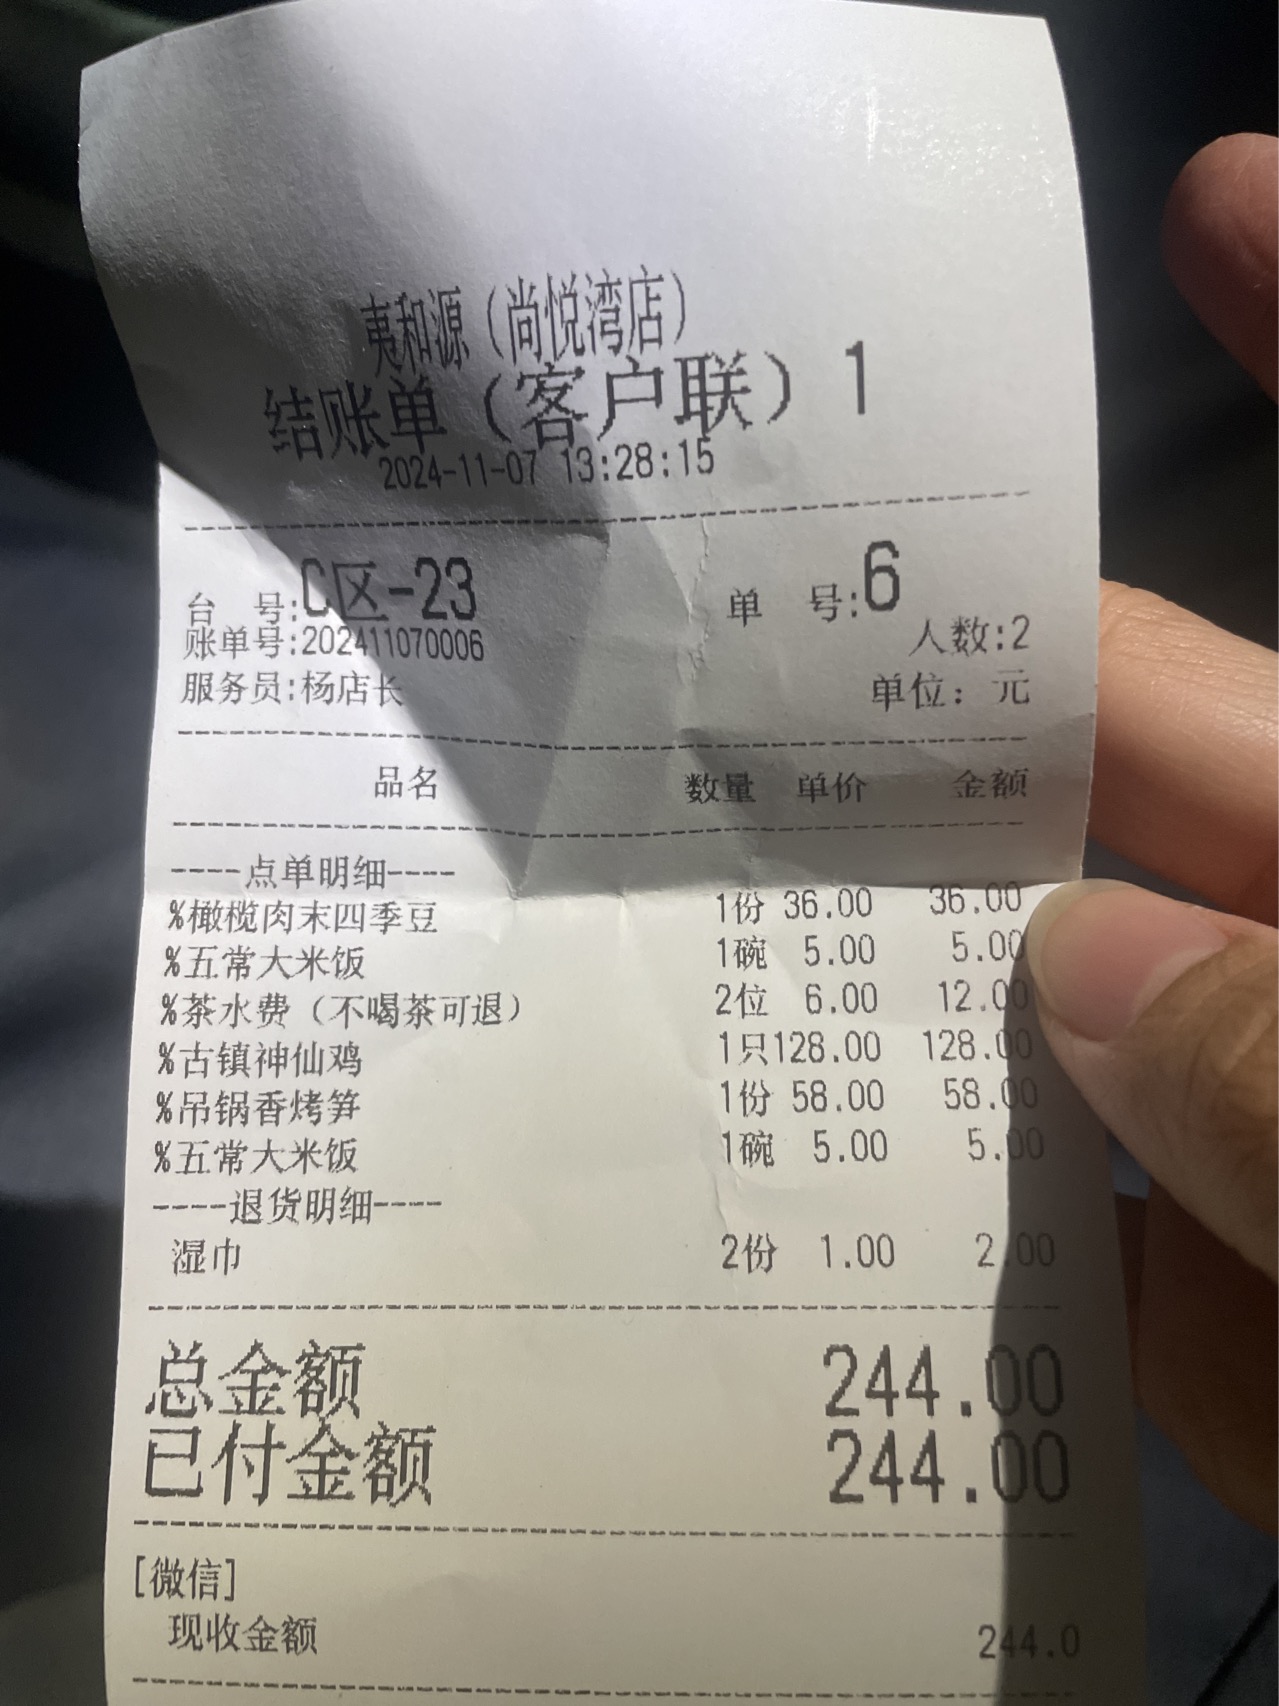 夷和源（尚悦湾店）
结账单（客户联）1
2024-11-07 13:28:15
台 号:C区-23 单 号:6
账单号:202411070006 人数:2
服务员:杨店长 单位：元
品名 数量 单价 金额
----点单明细----
%橄榄肉末四季豆 1份 36.00 36.00
%五常大米饭 1碗 5.00 5.00
%茶水费（不喝茶可退） 2位 6.00 12.00
%古镇神仙鸡 1只128.00 128.00
%吊锅香烤笋 1份 58.00 58.00
%五常大米饭 1碗 5.00 5.00
----退货明细----
湿巾 2份 1.00 2.00
总金额 244.00
已付金额 244.00
[微信]
现收金额 244.0